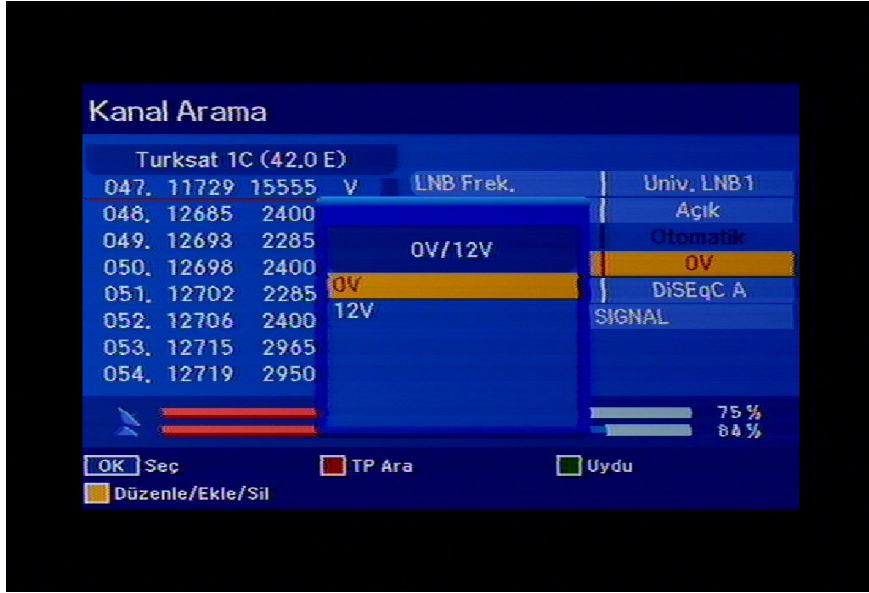 Kanal Arama
Turksat 1C (42.0 E)
047. 11729 15555 V
048. 12685 2400
049. 12693 2285
050. 12698 2400
051. 12702 2285
052. 12706 2400
053. 12715 2965
054. 12719 2950
LNB Frek. Univ. LNB1
Açık
Otomatik
0V
DiSEqC A
SIGNAL
0V/12V
0V
12V
75 %
84 %
OK Seç
TP Ara
Uydu
Düzenle/Ekle/Sil